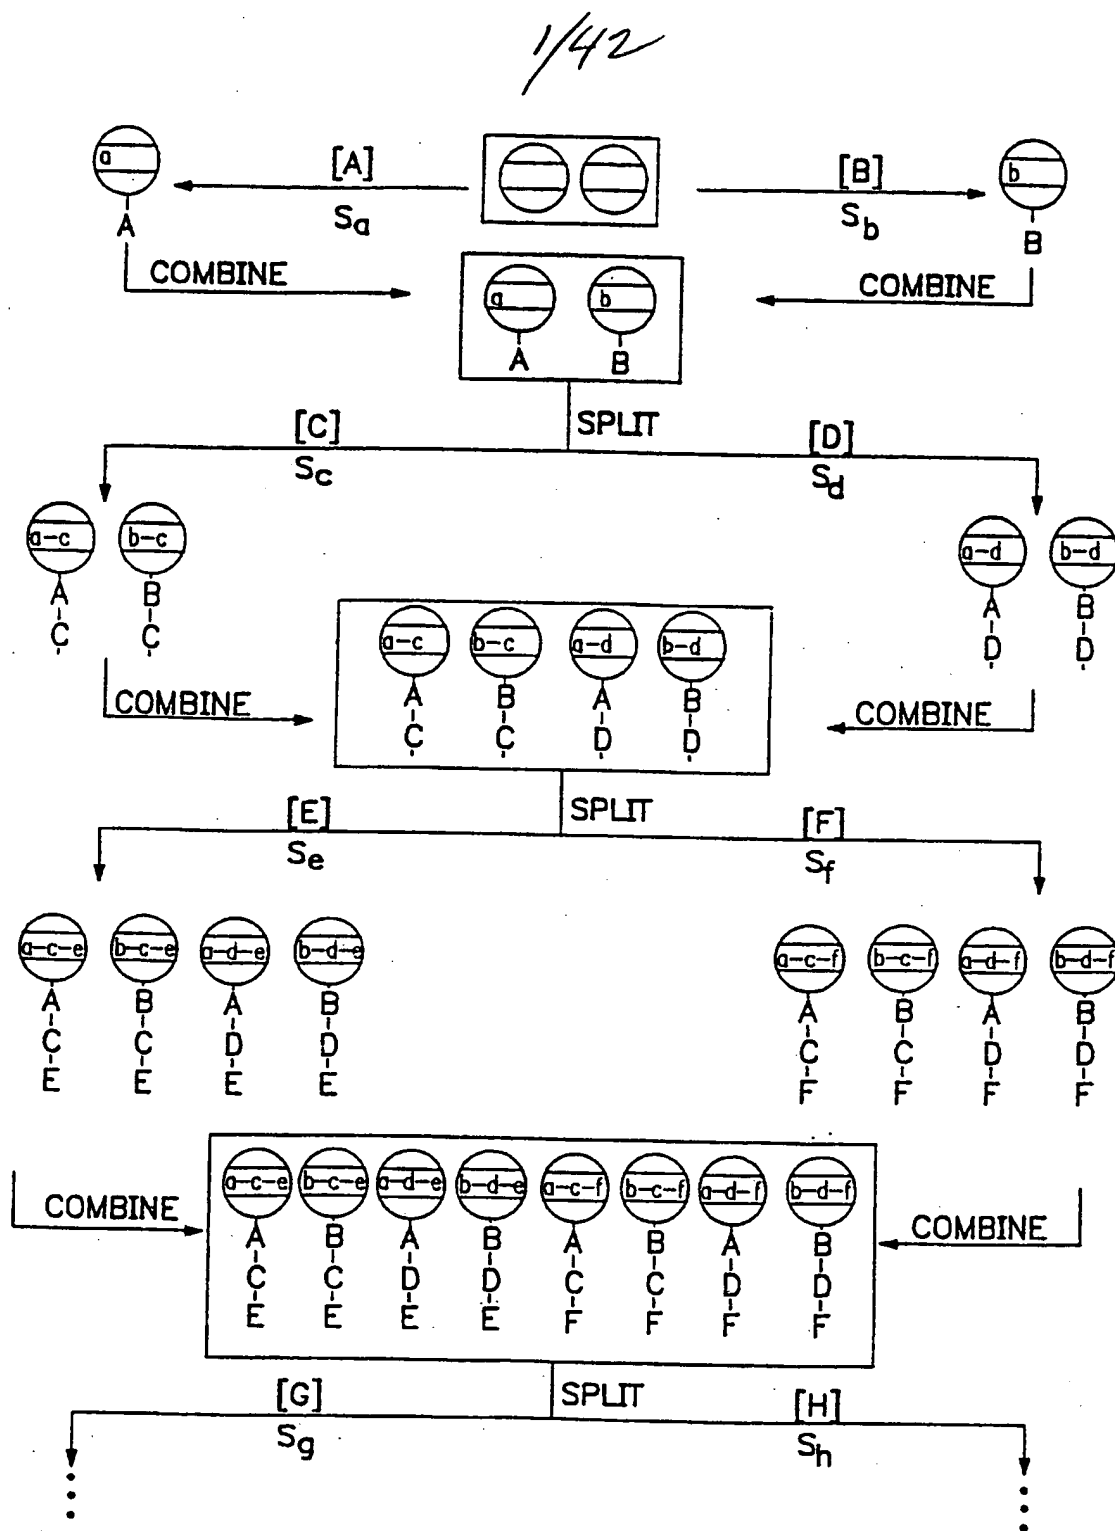 1/42
a [A] [B] b
A Sa Sb B
COMBINE a b COMBINE
A B
SPLIT
[C] [D]
Sc Sd
a-c b-c a-d b-d
A B A B
C C D D
a-c b-c a-d b-d
COMBINE A B A B COMBINE
C C D D
SPLIT
[E] [F]
Se Sf
a-c-e b-c-e a-d-e b-d-e a-c-f b-c-f a-d-f b-d-f
A B A B A B A B
C C D D C C D D
E E E E F F F F
a-c-e b-c-e a-d-e b-d-e a-c-f b-c-f a-d-f b-d-f
COMBINE A B A B A B A B COMBINE
C C D D C C D D
E E E E F F F F
SPLIT
[G] [H]
Sg Sh